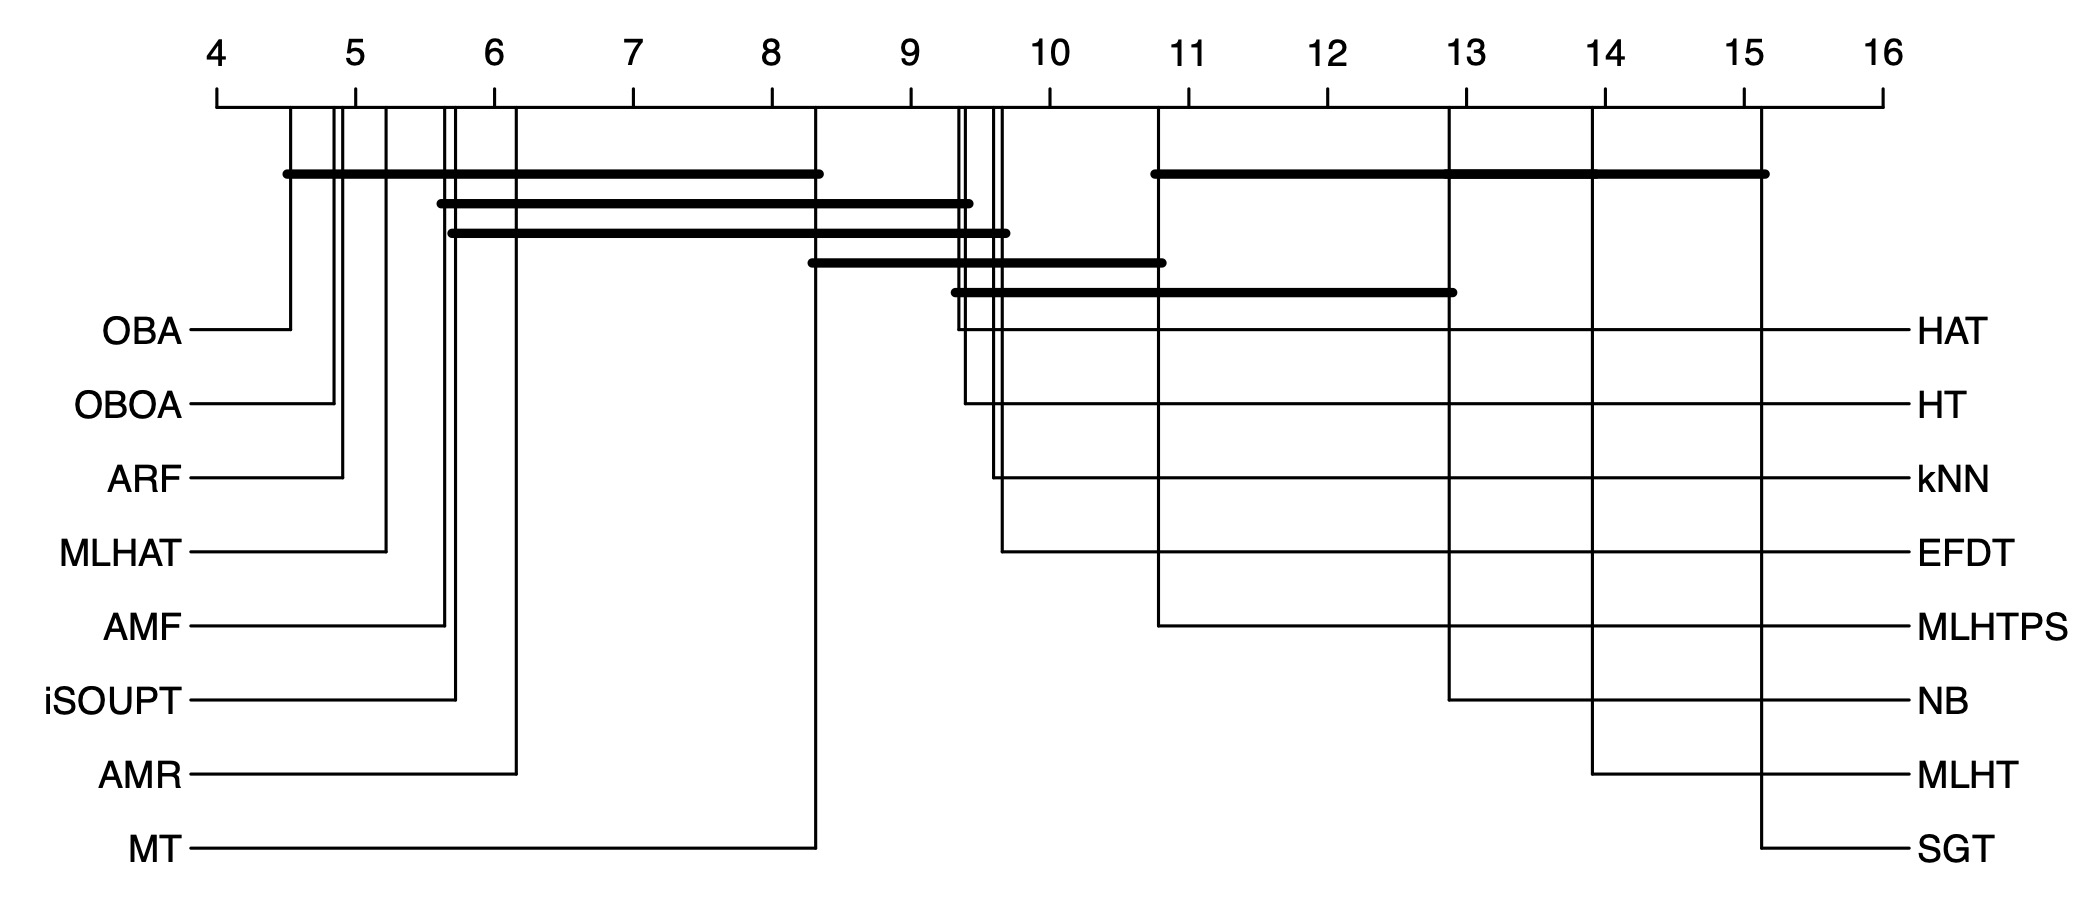 4 5 6 7 8 9 10 11 12 13 14 15 16
OBA HAT
OBOA HT
ARF kNN
MLHAT EFDT
AMF MLHTPS
iSOUPT NB
AMR MLHT
MT SGT